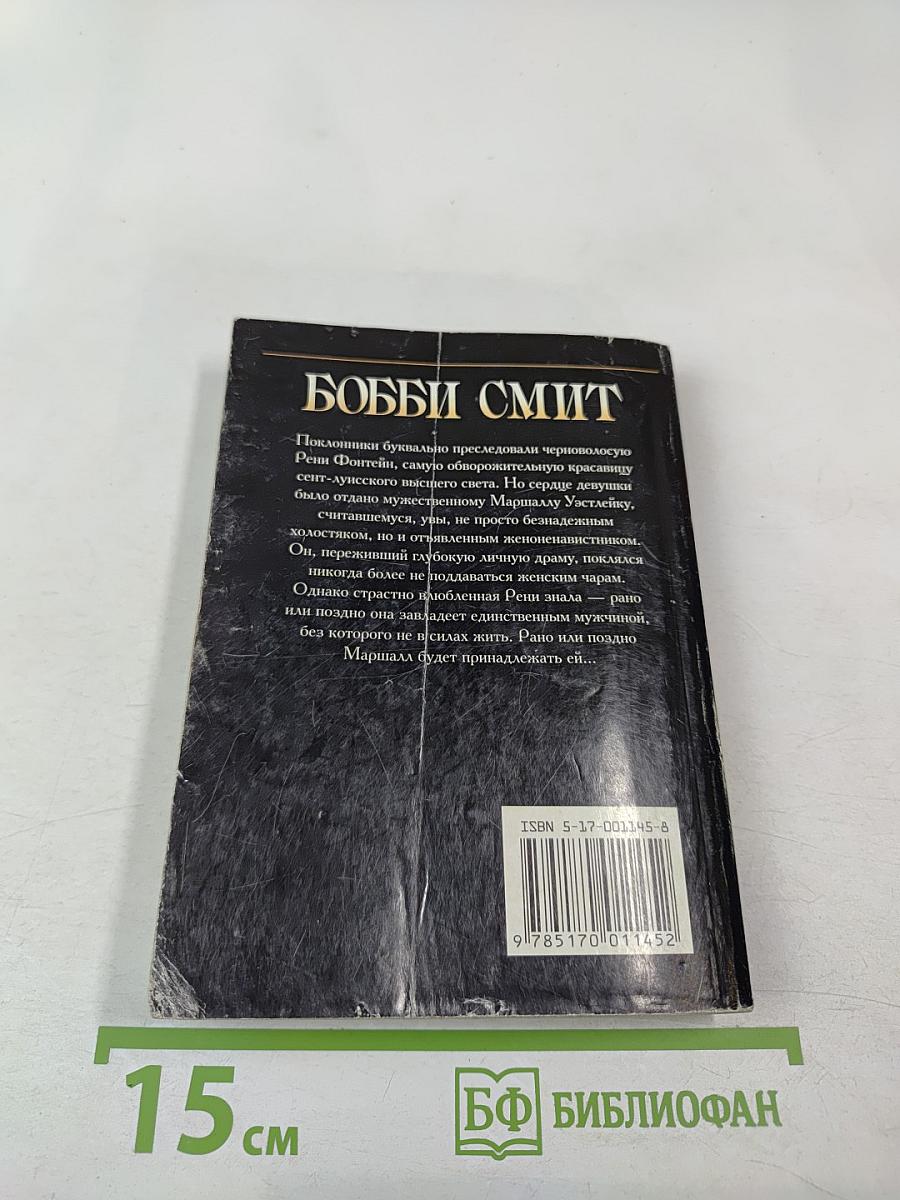 БОББИ СМИТ
Поклонники буквально преследовали черноволосую
Рени Фонтейн, самую обворожительную красавицу
сент-луисского высшего света. Но сердце девушки
было отдано мужественному Маршаллу Уэстлейку,
считавшемуся, увы, не просто безнадежным
холостяком, но и отъявленным женоненавистником.
Он, переживший глубокую личную драму, поклялся
никогда более не поддаваться женским чарам.
Однако страстно влюбленная Рени знала — рано
или поздно она завладеет единственным мужчиной,
без которого не в силах жить. Рано или поздно
Маршалл будет принадлежать ей...
ISBN 5-17-001145-8
9 785170 011452
15 см
БФ БИБЛИОФАН